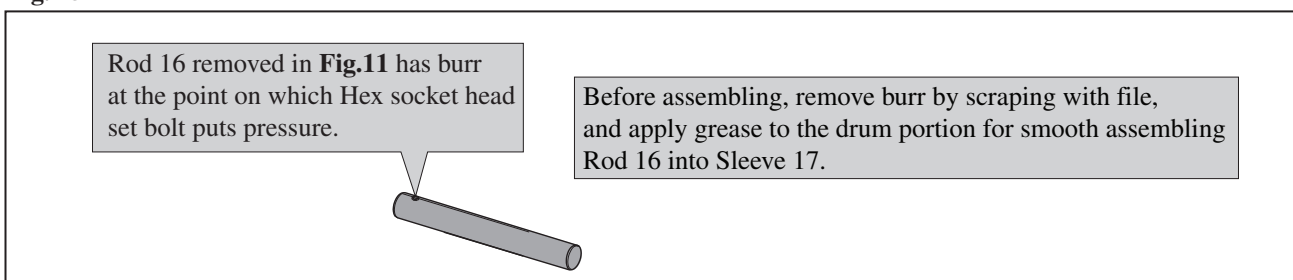 Rod 16 removed in Fig.11 has burr
at the point on which Hex socket head
set bolt puts pressure.
Before assembling, remove burr by scraping with file,
and apply grease to the drum portion for smooth assembling
Rod 16 into Sleeve 17.